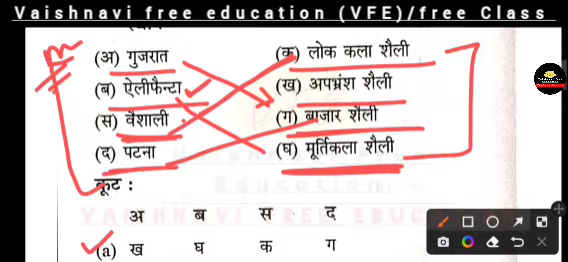 Vaishnavi free education (VFE)/free Class
(अ) गुजरात (क) लोक कला शैली
(ब) ऐलीफैन्टा (ख) अपभ्रंश शैली
(स) वैशाली (ग) बाजार शैली
(द) पटना (घ) मूर्तिकला शैली
कूट :
अ ब स द
(a) ख घ क ग